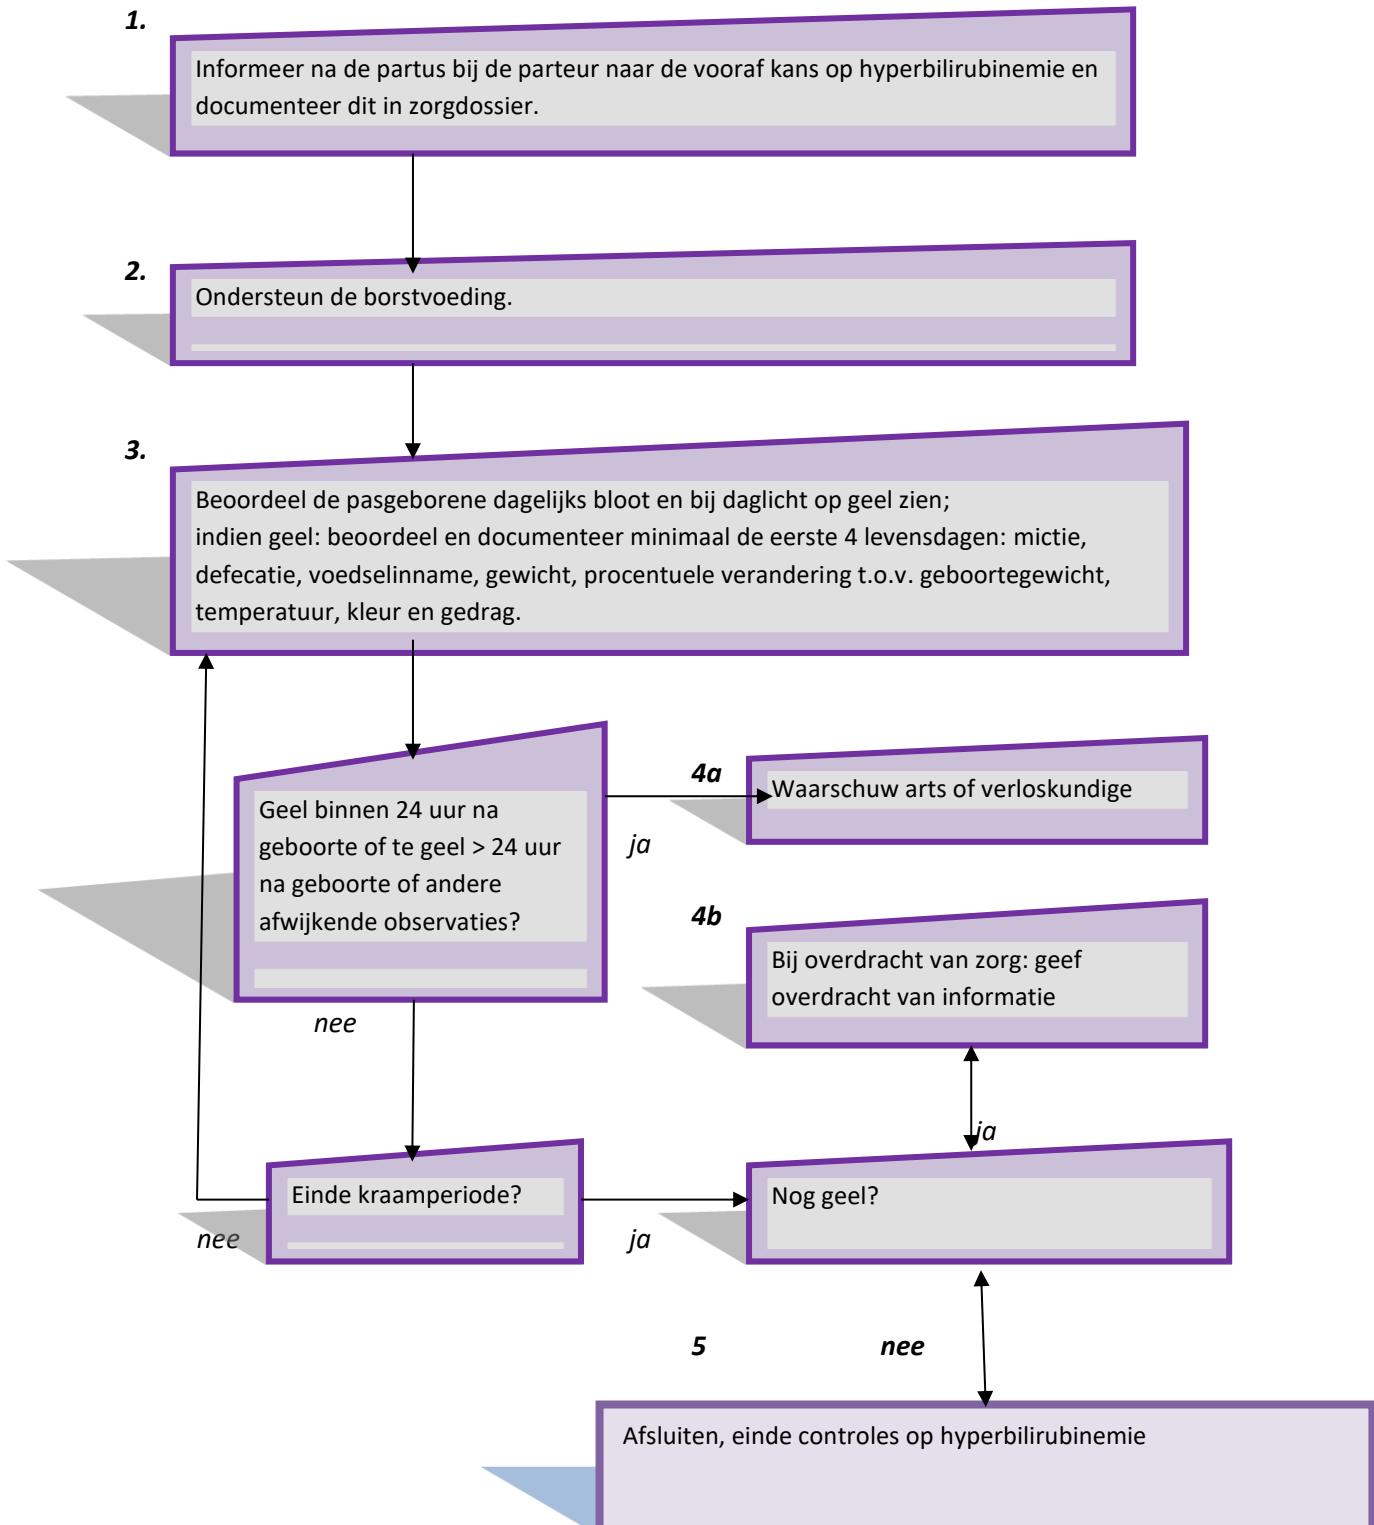 1.
Informeer na de partus bij de parteur naar de vooraf kans op hyperbilirubinemie en
documenteer dit in zorgdossier.
2.
Ondersteun de borstvoeding.
3.
Beoordeel de pasgeborene dagelijks bloot en bij daglicht op geel zien;
indien geel: beoordeel en documenteer minimaal de eerste 4 levensdagen: mictie,
defecatie, voedselinname, gewicht, procentuele verandering t.o.v. geboortegewicht,
temperatuur, kleur en gedrag.
Geel binnen 24 uur na
geboorte of te geel > 24 uur
na geboorte of andere
afwijkende observaties?
ja
4a
Waarschuw arts of verloskundige
4b
Bij overdracht van zorg: geef
overdracht van informatie
nee
ja
Einde kraamperiode?
nee
ja
Nog geel?
5
nee
Afsluiten, einde controles op hyperbilirubinemie